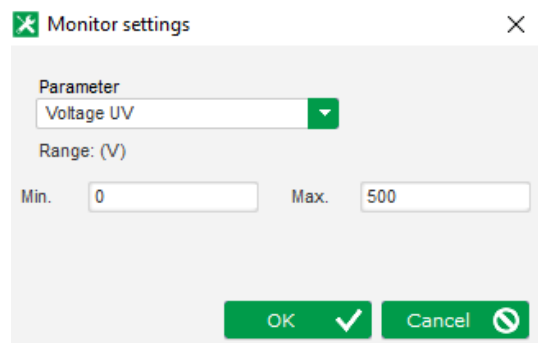 Monitor settings
Parameter
Voltage UV
Range: (V)
Min. 0 Max. 500
OK Cancel